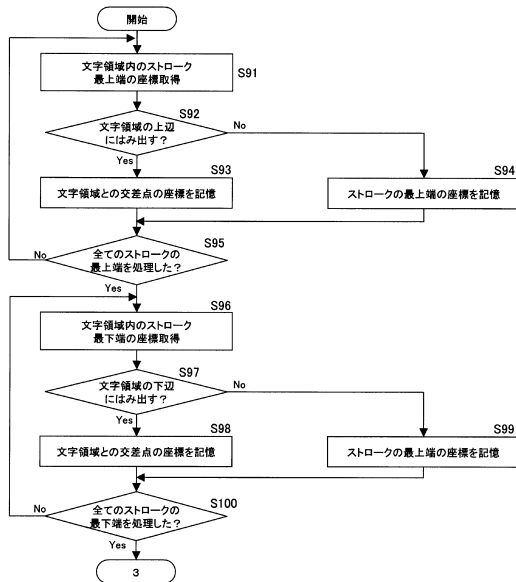 開始
文字領域内のストローク
最上端の座標取得
S91
S92
文字領域の上辺
にはみ出す？
No
Yes
S93
S94
文字領域との交差点の座標を記憶
ストロークの最上端の座標を記憶
S95
No
全てのストロークの
最上端を処理した？
Yes
S96
文字領域内のストローク
最下端の座標取得
S97
文字領域の下辺
にはみ出す？
No
Yes
S98
S99
文字領域との交差点の座標を記憶
ストロークの最上端の座標を記憶
S100
No
全てのストロークの
最下端を処理した？
Yes
3